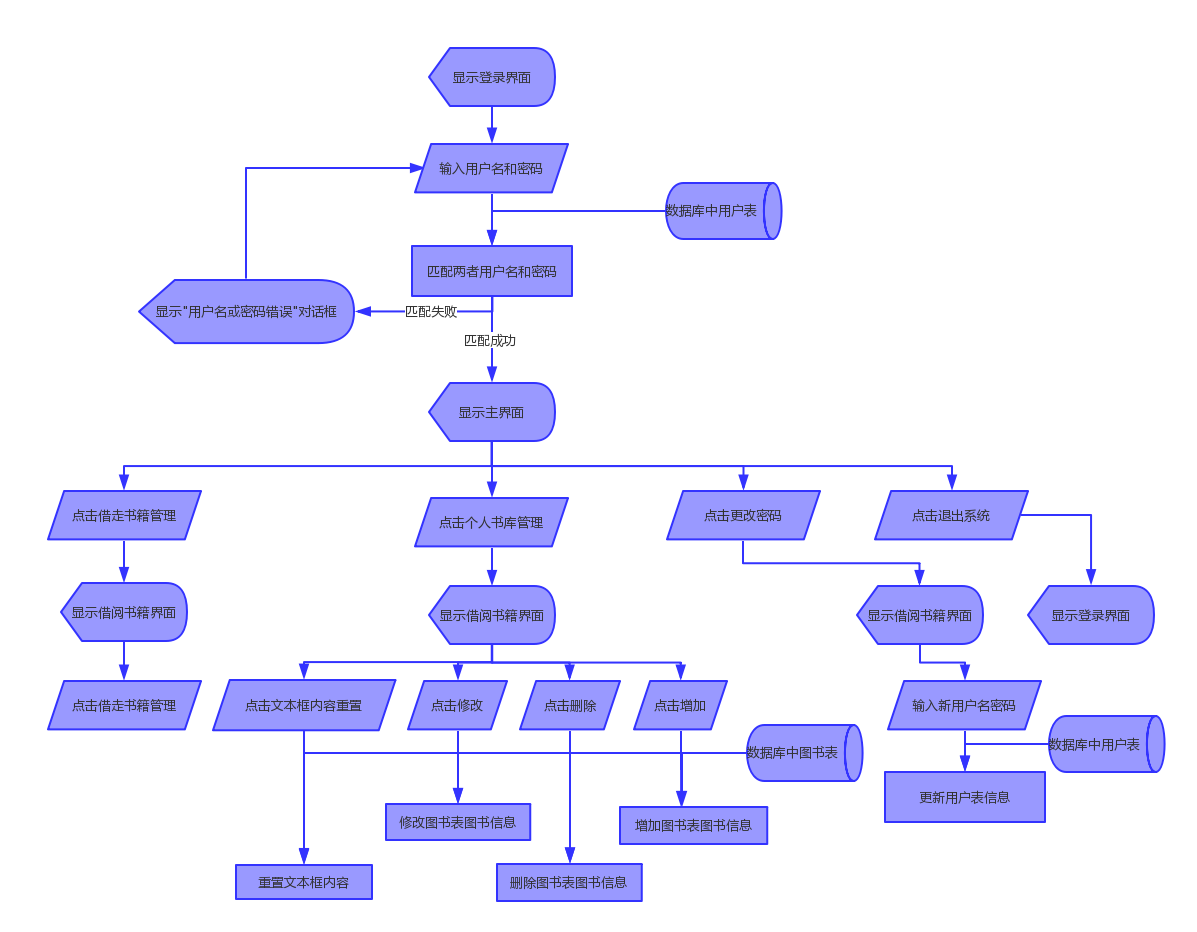 显示登录界面
输入用户名和密码
数据库中用户表
匹配两者用户名和密码
显示"用户名或密码错误"对话框
匹配失败
匹配成功
显示主界面
点击借走书籍管理
点击个人书库管理
点击更改密码
点击退出系统
显示借阅书籍界面
显示借阅书籍界面
显示借阅书籍界面
显示登录界面
点击借走书籍管理
点击文本框内容重置
点击修改
点击删除
点击增加
输入新用户名密码
数据库中图书表
数据库中用户表
更新用户表信息
修改图书表图书信息
增加图书表图书信息
重置文本框内容
删除图书表图书信息